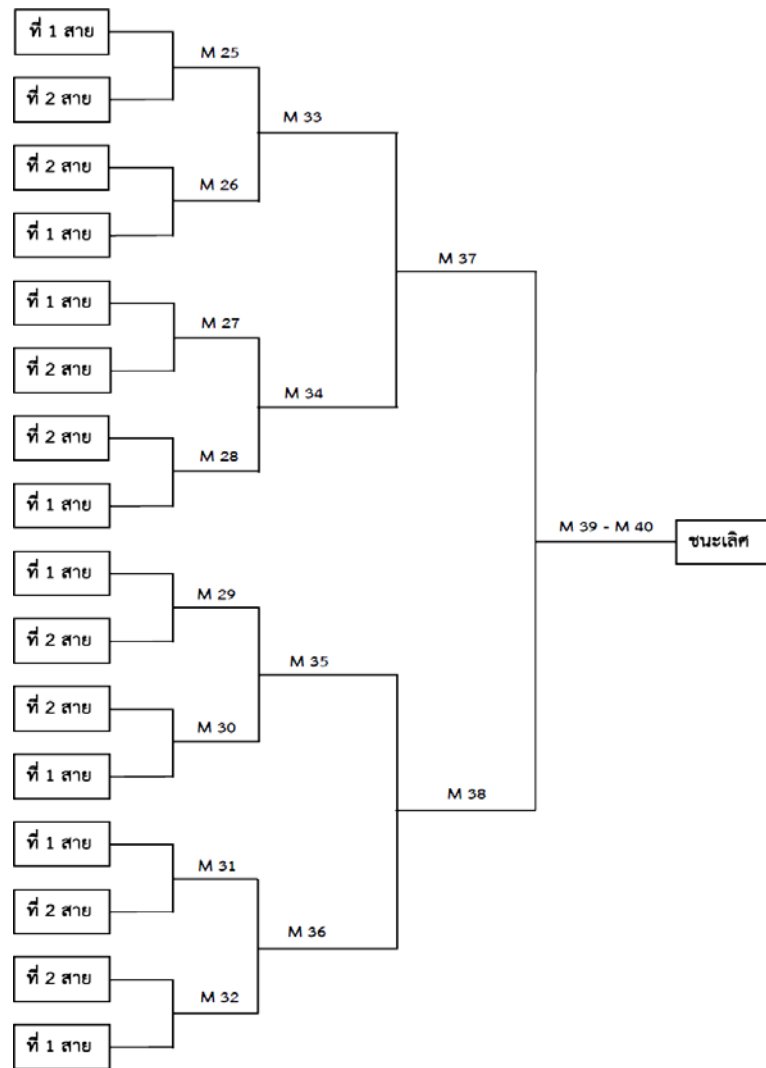 ที่ 1 สาย
M 25
ที่ 2 สาย
M 33
ที่ 2 สาย
M 26
ที่ 1 สาย
M 37
ที่ 1 สาย
M 27
ที่ 2 สาย
M 34
ที่ 2 สาย
M 28
ที่ 1 สาย
M 39 - M 40
ชนะเลิศ
ที่ 1 สาย
M 29
ที่ 2 สาย
M 35
ที่ 2 สาย
M 30
ที่ 1 สาย
M 38
ที่ 1 สาย
M 31
ที่ 2 สาย
M 36
ที่ 2 สาย
M 32
ที่ 1 สาย